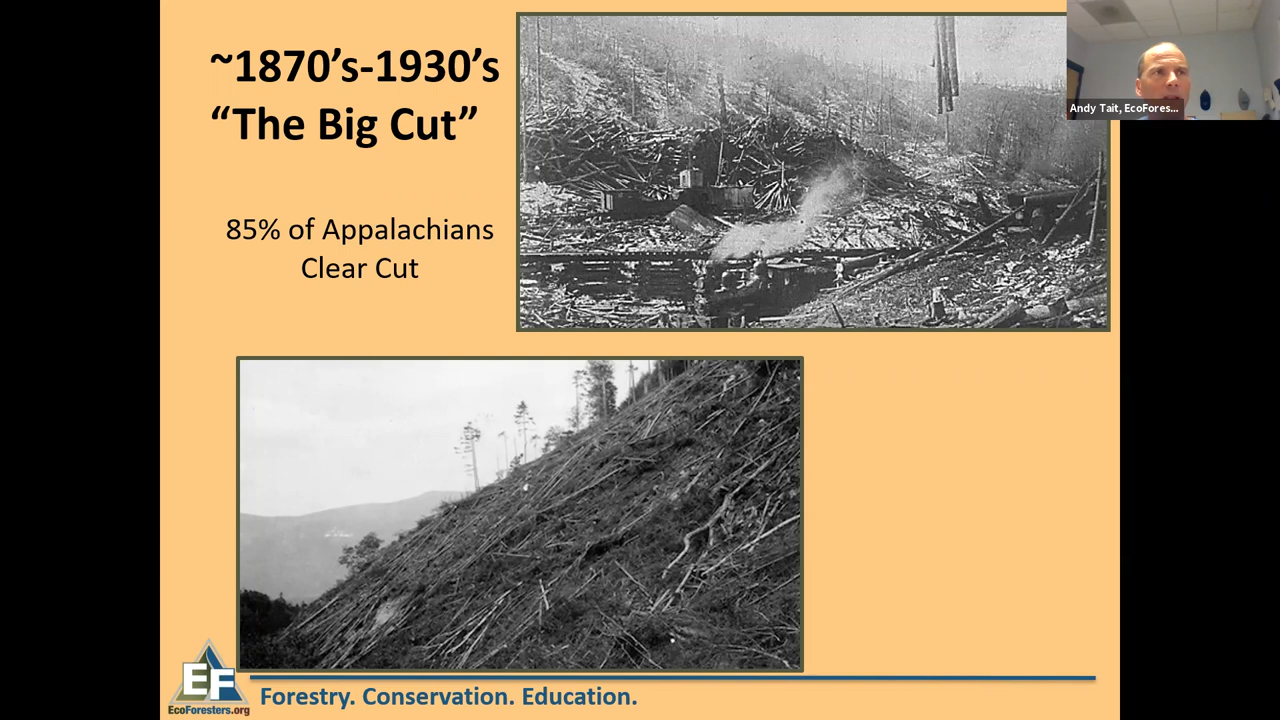 ~1870’s-1930’s
“The Big Cut”
85% of Appalachians
Clear Cut
Andy Tait, EcoFores...
EF
EcoForesters.org
Forestry. Conservation. Education.